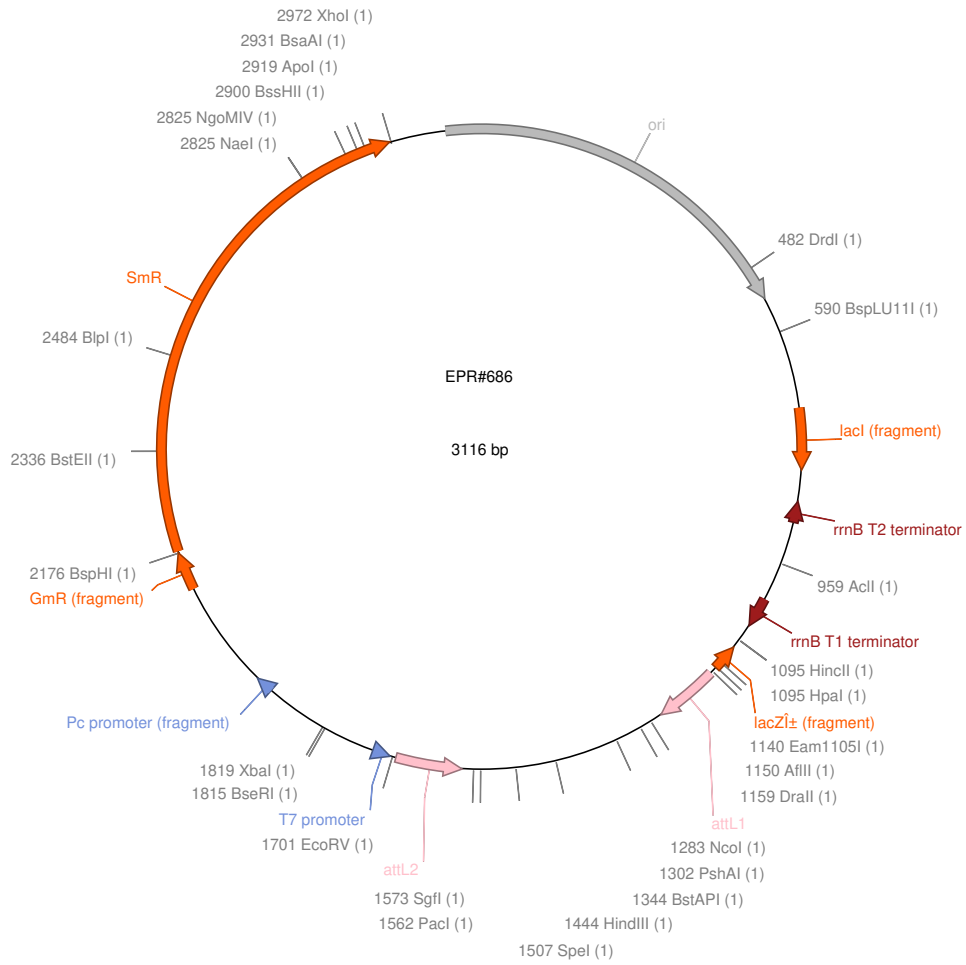 2972 XhoI (1)
2931 BsaAI (1)
2919 ApoI (1)
2900 BssHII (1)
2825 NgoMIV (1)
2825 NaeI (1)
ori
482 DrdI (1)
SmR
590 BspLU11I (1)
2484 BlpI (1)
EPR#686
3116 bp
lacI (fragment)
2336 BstEII (1)
rrnB T2 terminator
2176 BspHI (1)
959 AclI (1)
GmR (fragment)
rrnB T1 terminator
1095 HincII (1)
1095 HpaI (1)
Pc promoter (fragment)
lacZÎ± (fragment)
1140 Eam1105I (1)
1819 XbaI (1)
1150 AflIII (1)
1815 BseRI (1)
1159 DraII (1)
T7 promoter
attL1
1701 EcoRV (1)
1283 NcoI (1)
attL2
1302 PshAI (1)
1573 SgfI (1)
1344 BstAPI (1)
1562 PacI (1)
1444 HindIII (1)
1507 SpeI (1)